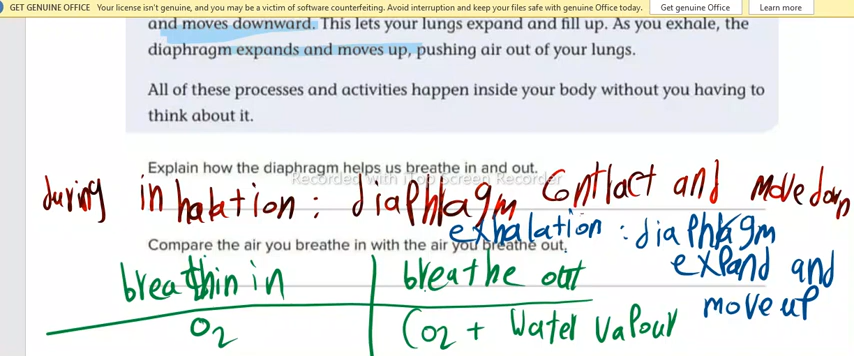 GET GENUINE OFFICE Your license isn't genuine, and you may be a victim of software counterfeiting. Avoid interruption and keep your files safe with genuine Office today. Get genuine Office Learn more
and moves downward. This lets your lungs expand and fill up. As you exhale, the
diaphragm expands and moves up, pushing air out of your lungs.
All of these processes and activities happen inside your body without you having to
think about it.
Explain how the diaphragm helps us breathe in and out.
Recorded with iTop Screen Recorder
during inhalation : diaphragm contract and move down
exhalation : diaphragm
expand and
move up
Compare the air you breathe in with the air you breathe out.
breathin in breathe out
O2 CO2 + water vapour